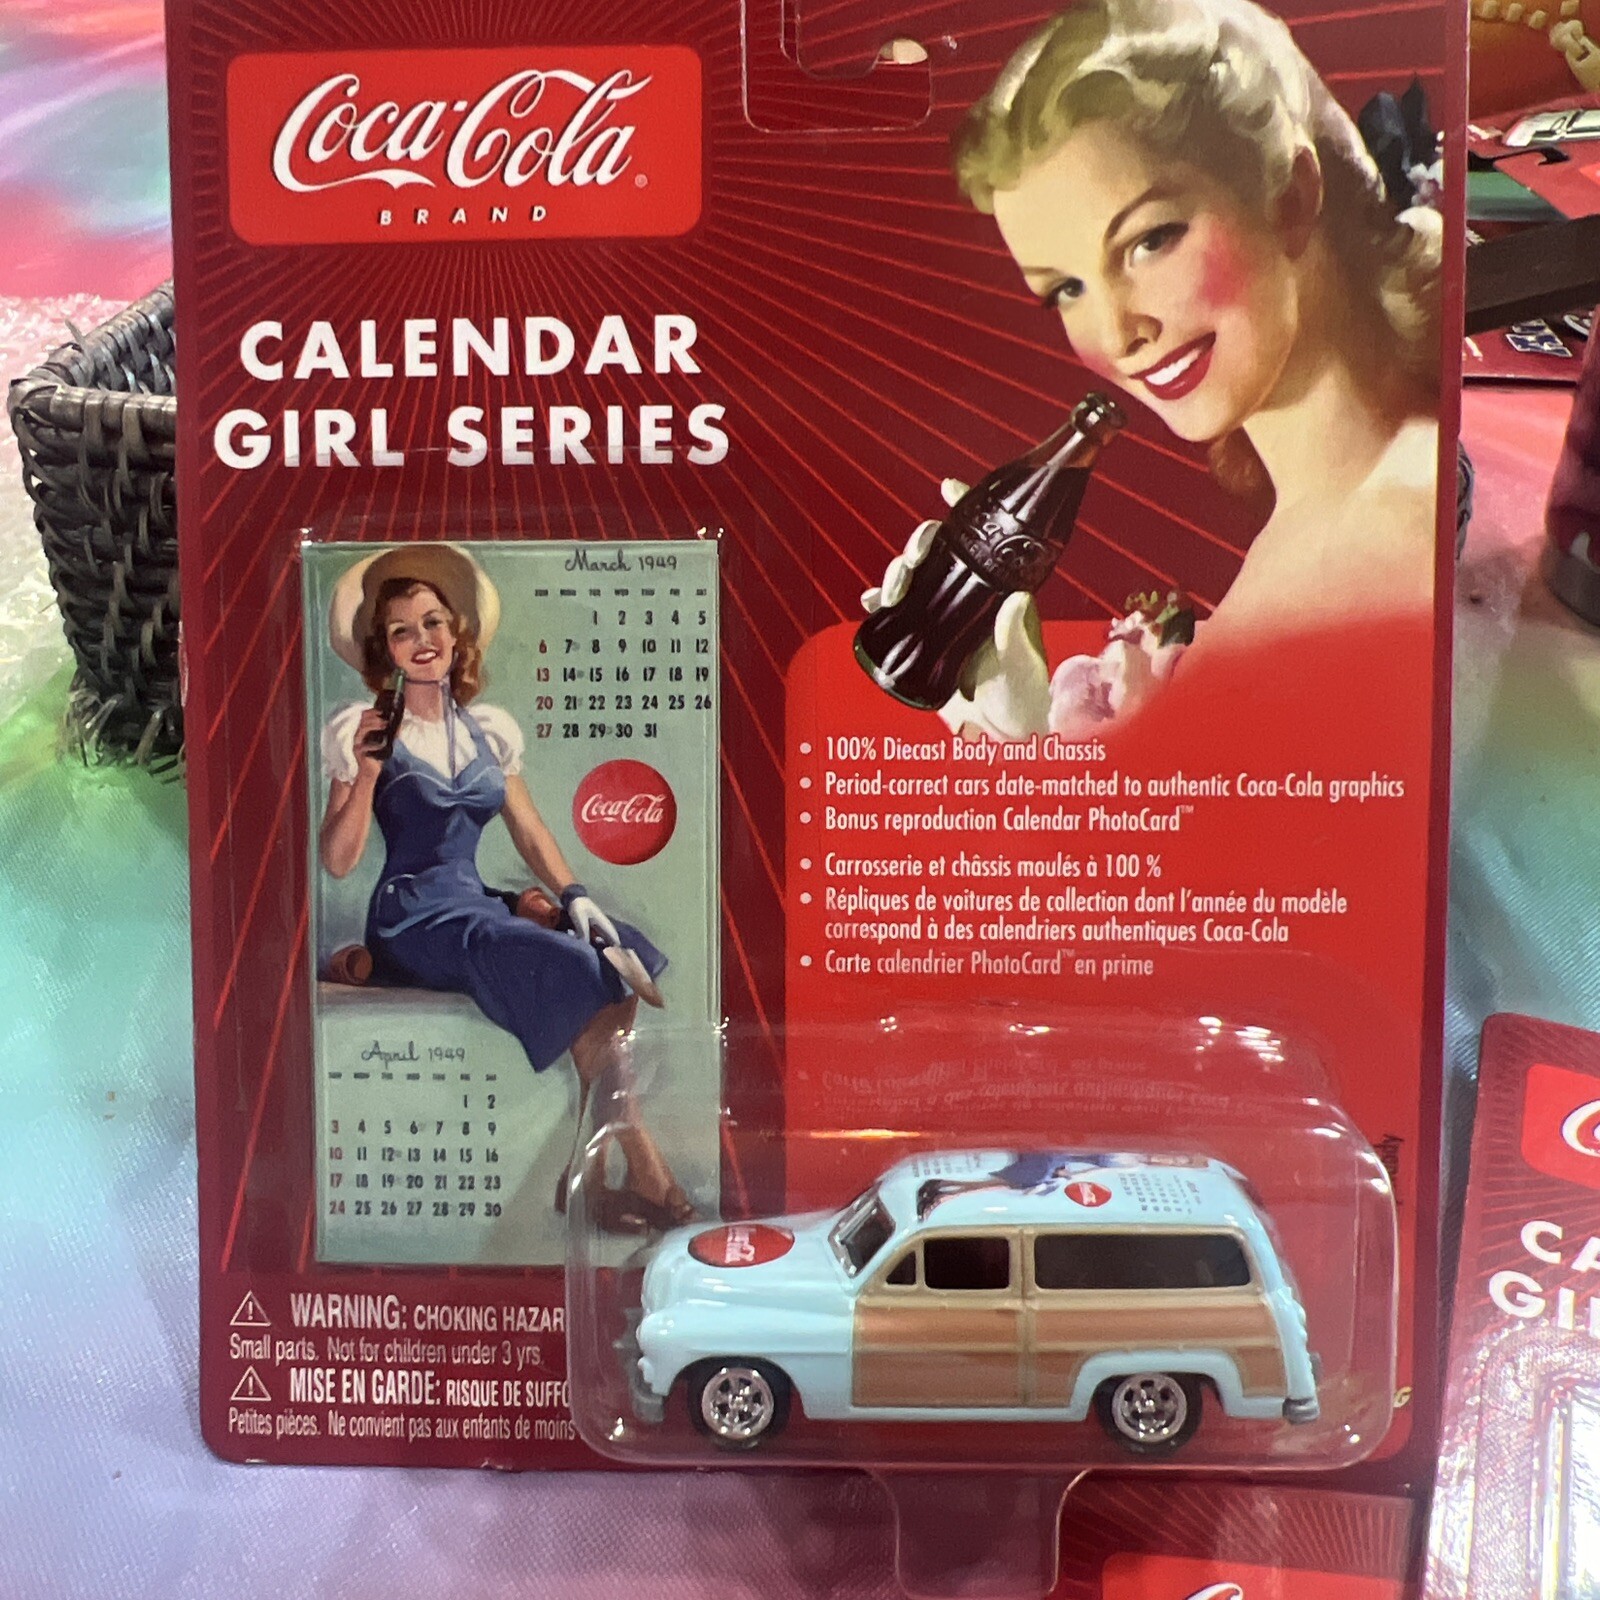 Coca-Cola
BRAND
CALENDAR
GIRL SERIES
March 1949
SUN MON TUE WED THU FRI SAT
1 2 3 4 5
6 7 8 9 10 11 12
13 14 15 16 17 18 19
20 21 22 23 24 25 26
27 28 29 30 31
Coca-Cola
April 1949
1 2
3 4 5 6 7 8 9
10 11 12 13 14 15 16
17 18 19 20 21 22 23
24 25 26 27 28 29 30
• 100% Diecast Body and Chassis
• Period-correct cars date-matched to authentic Coca-Cola graphics
• Bonus reproduction Calendar PhotoCard™
• Carrosserie et châssis moulés à 100 %
• Répliques de voitures de collection dont l'année du modèle
correspond à des calendriers authentiques Coca-Cola
• Carte calendrier PhotoCard™ en prime
⚠ WARNING: CHOKING HAZAR
Small parts. Not for children under 3 yrs.
⚠ MISE EN GARDE: RISQUE DE SUFFO
Petites pièces. Ne convient pas aux enfants de moins